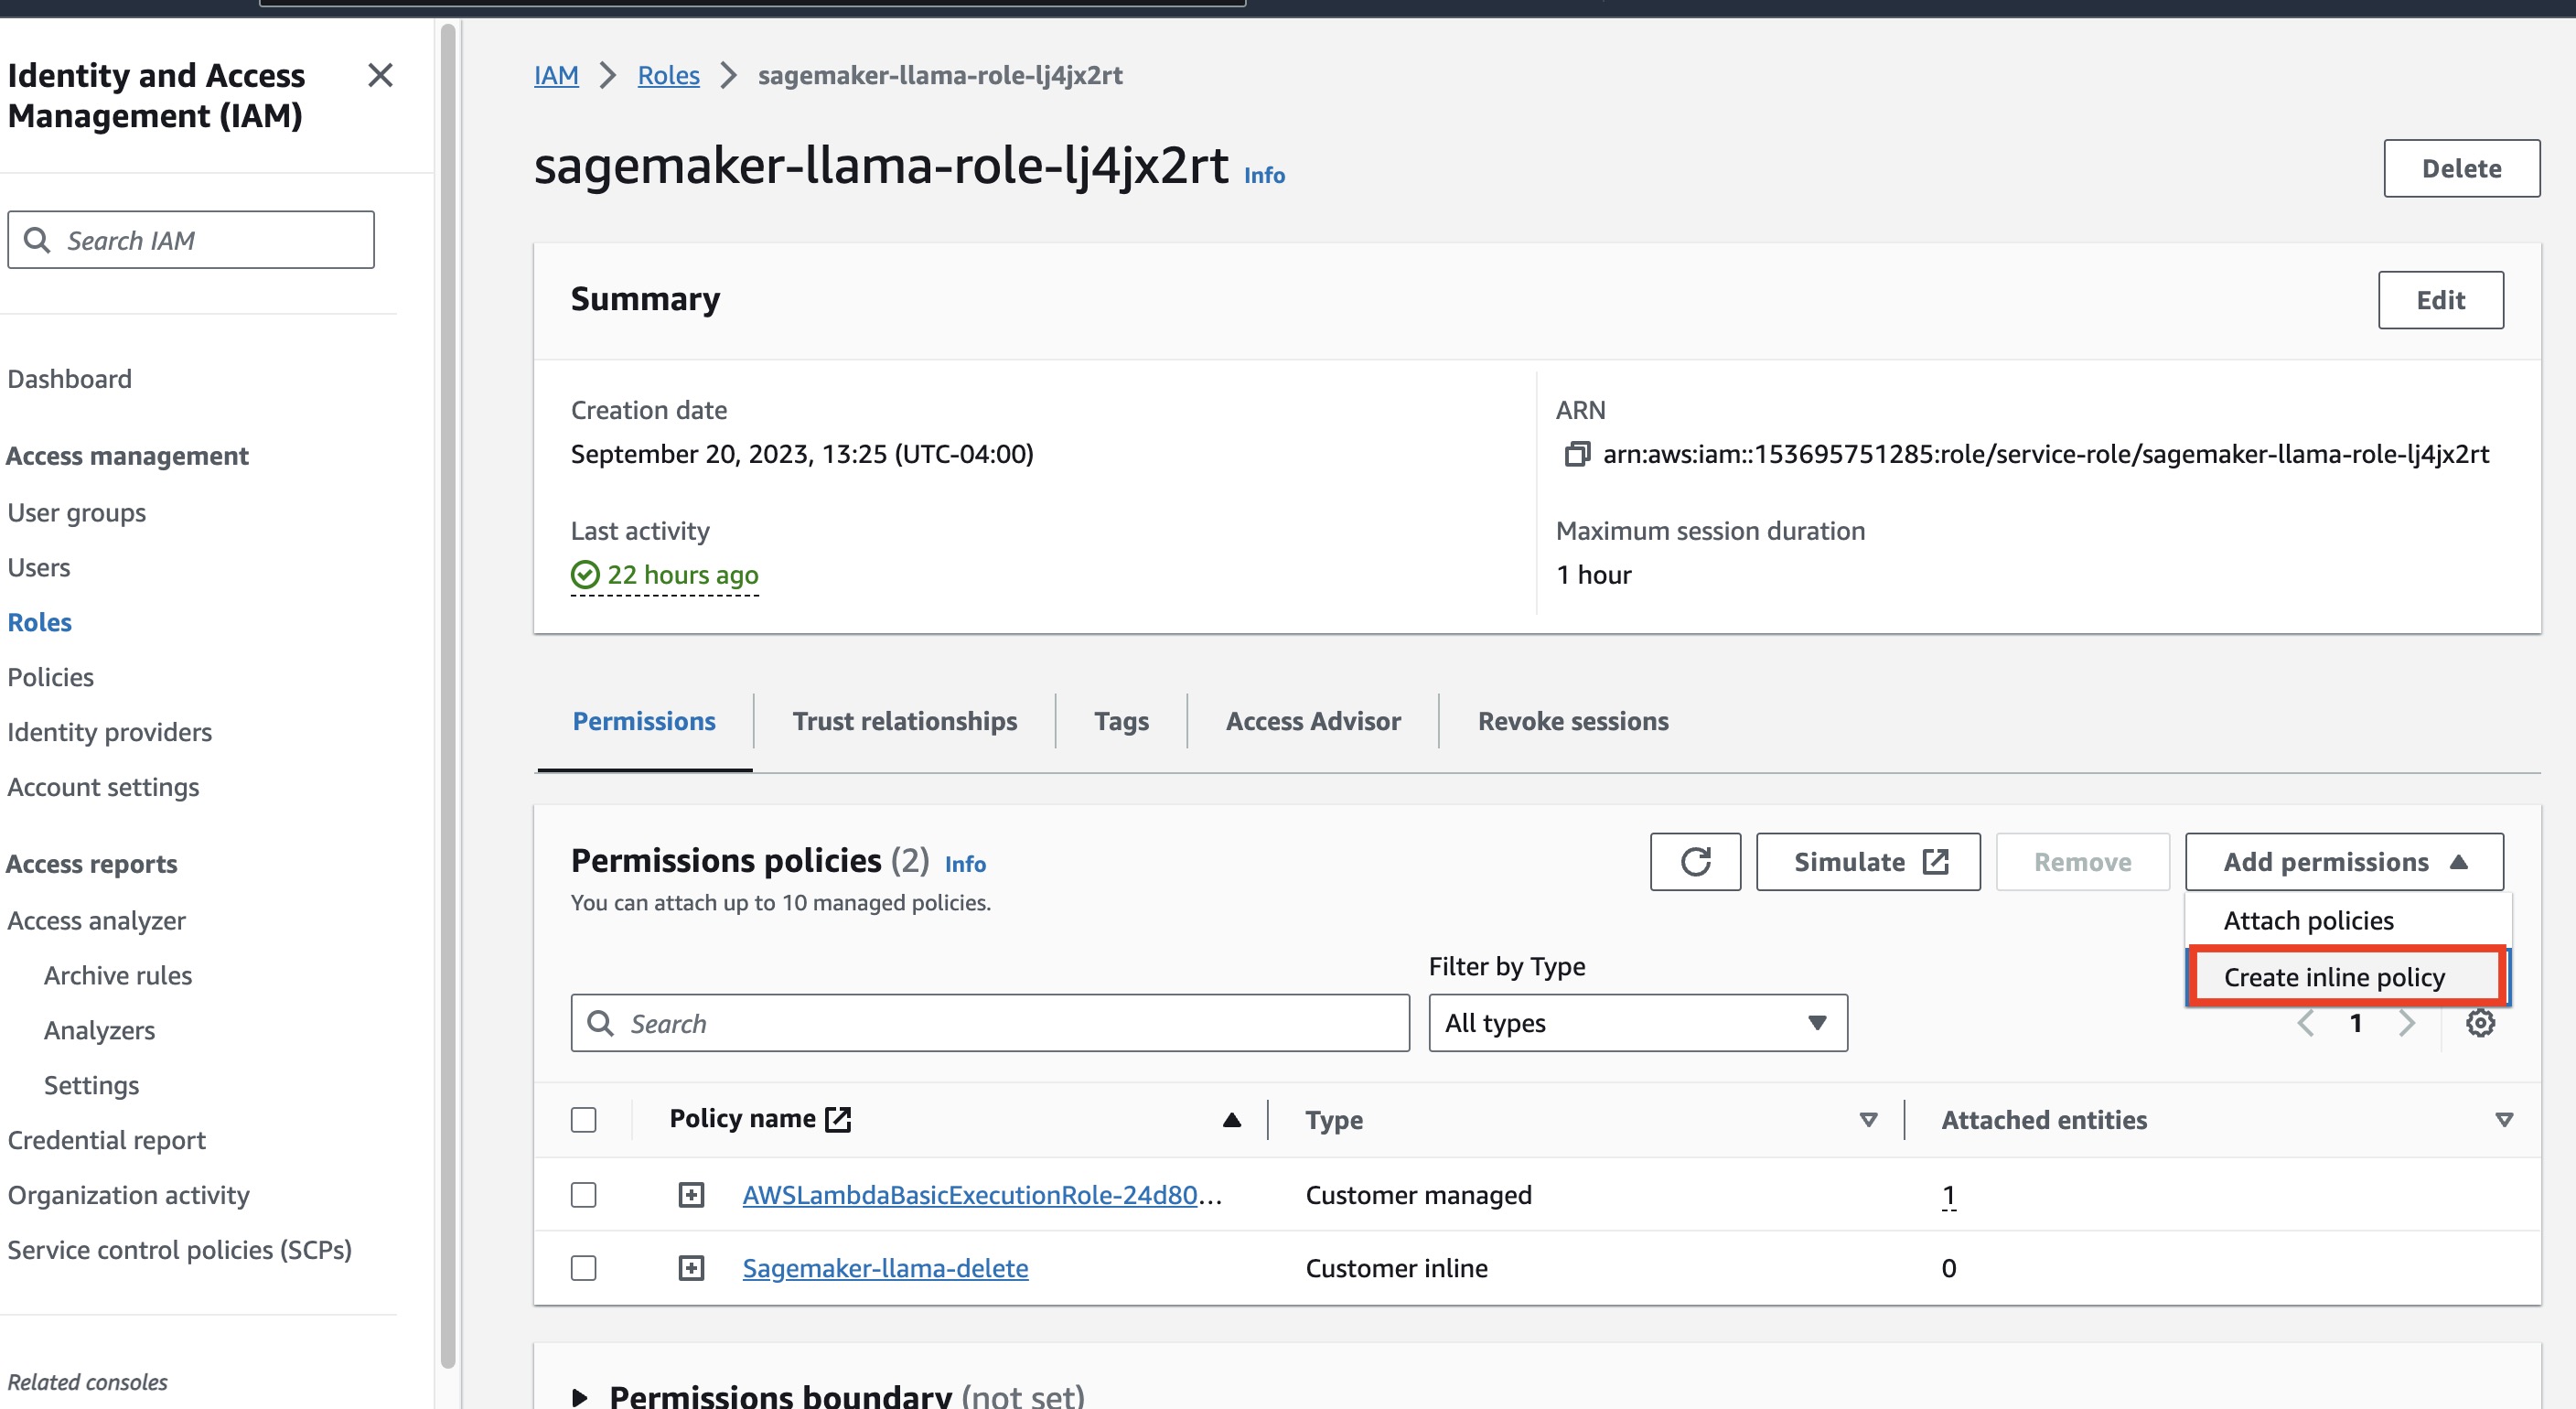 Identity and Access
Management (IAM)
Search IAM
Dashboard
Access management
User groups
Users
Roles
Policies
Identity providers
Account settings
Access reports
Access analyzer
Archive rules
Analyzers
Settings
Credential report
Organization activity
Service control policies (SCPs)
Related consoles
IAM Roles sagemaker-llama-role-lj4jx2rt
sagemaker-llama-role-lj4jx2rt Info
Delete
Summary
Edit
Creation date
September 20, 2023, 13:25 (UTC-04:00)
ARN
arn:aws:iam::153695751285:role/service-role/sagemaker-llama-role-lj4jx2rt
Last activity
22 hours ago
Maximum session duration
1 hour
Permissions Trust relationships Tags Access Advisor Revoke sessions
Permissions policies (2) Info
You can attach up to 10 managed policies.
Simulate
Remove
Add permissions
Attach policies
Create inline policy
Filter by Type
Search
All types
1
Policy name Type Attached entities
AWSLambdaBasicExecutionRole-24d80... Customer managed 1
Sagemaker-llama-delete Customer inline 0
Permissions boundary (not set)